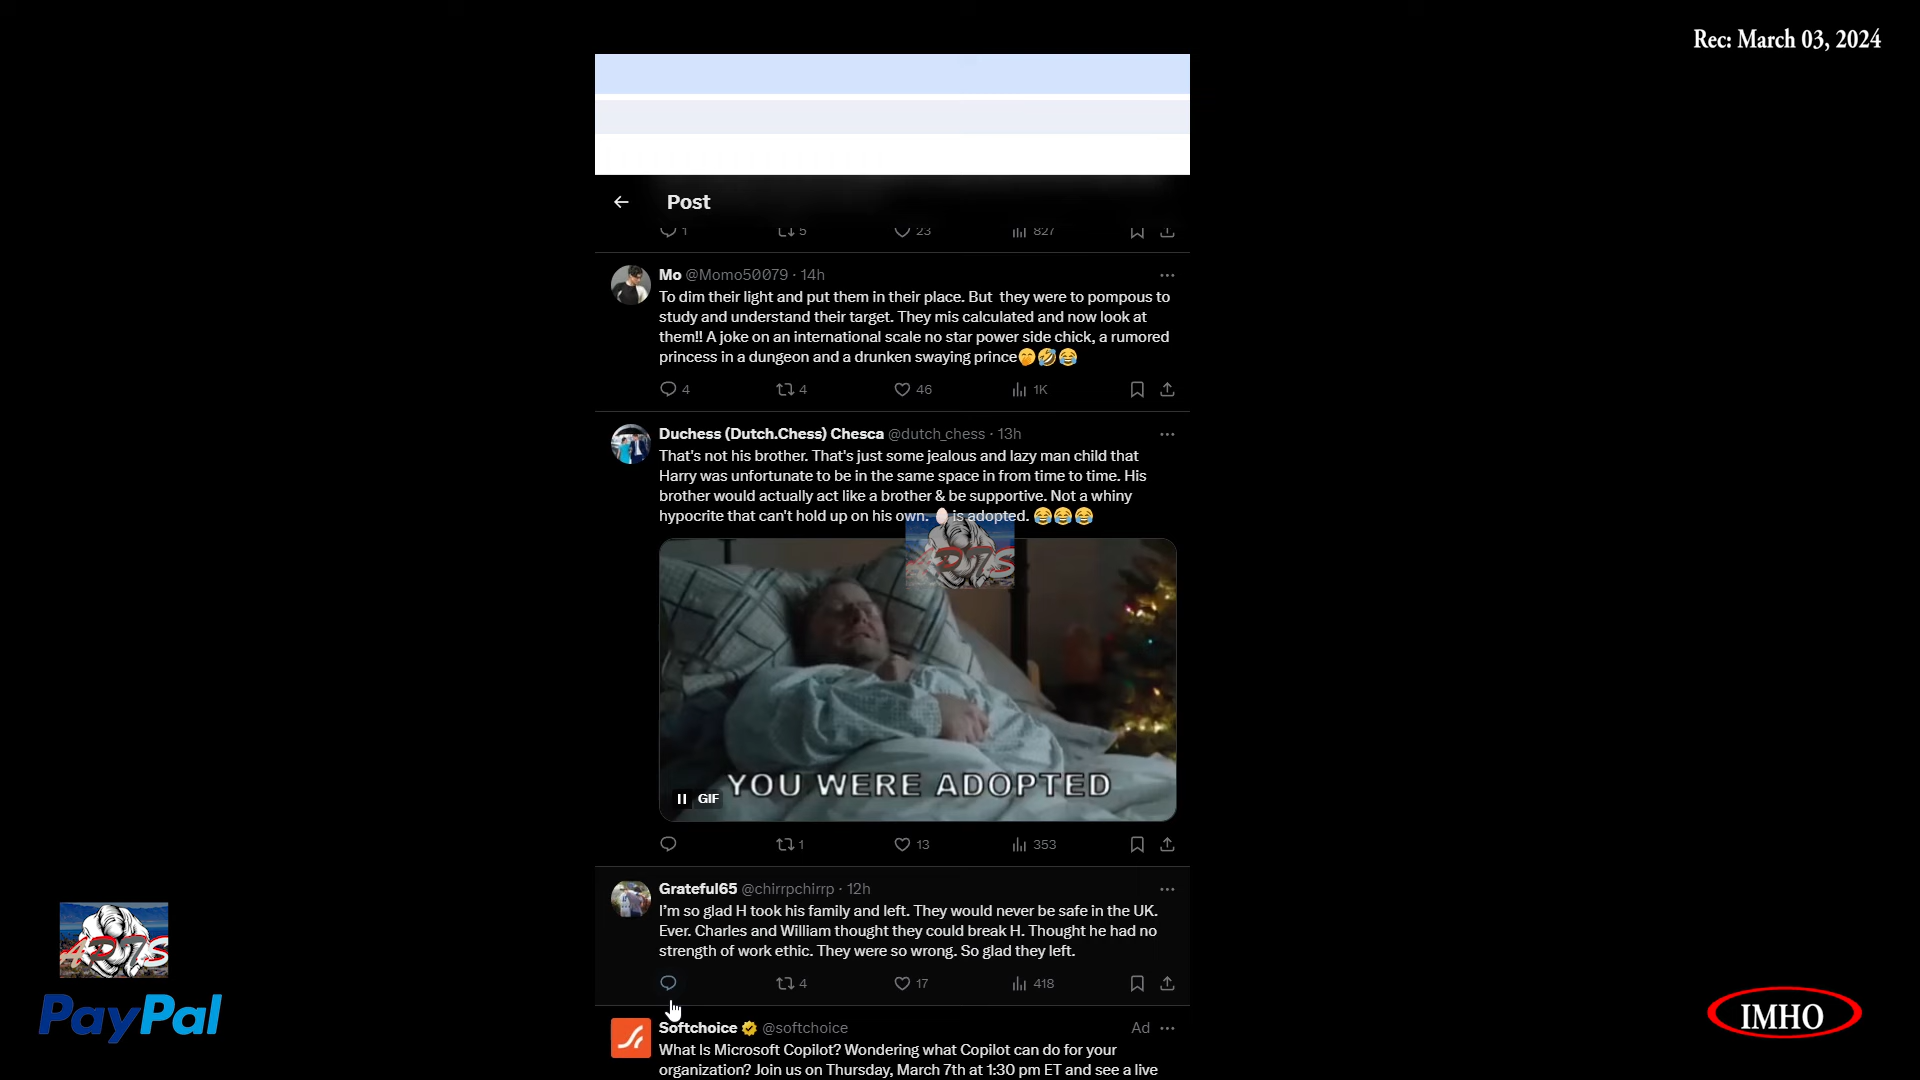 Rec: March 03, 2024
Post
1 5 23 827
Mo @Momo50079 · 14h
To dim their light and put them in their place. But they were to pompous to
study and understand their target. They mis calculated and now look at
them!! A joke on an international scale no star power side chick, a rumored
princess in a dungeon and a drunken swaying prince🤭🤣😂
4 4 46 1K
Duchess (Dutch.Chess) Chesca @dutch_chess · 13h
That's not his brother. That's just some jealous and lazy man child that
Harry was unfortunate to be in the same space in from time to time. His
brother would actually act like a brother & be supportive. Not a whiny
hypocrite that can't hold up on his own. 🥚 is adopted. 😂😂😂
APTS
YOU WERE ADOPTED
GIF
1 13 353
Grateful65 @chirrpchirrp · 12h
I'm so glad H took his family and left. They would never be safe in the UK.
Ever. Charles and William thought they could break H. Thought he had no
strength of work ethic. They were so wrong. So glad they left.
4 17 418
Softchoice @softchoice Ad
What Is Microsoft Copilot? Wondering what Copilot can do for your
organization? Join us on Thursday, March 7th at 1:30 pm ET and see a live
APTS
PayPal
IMHO